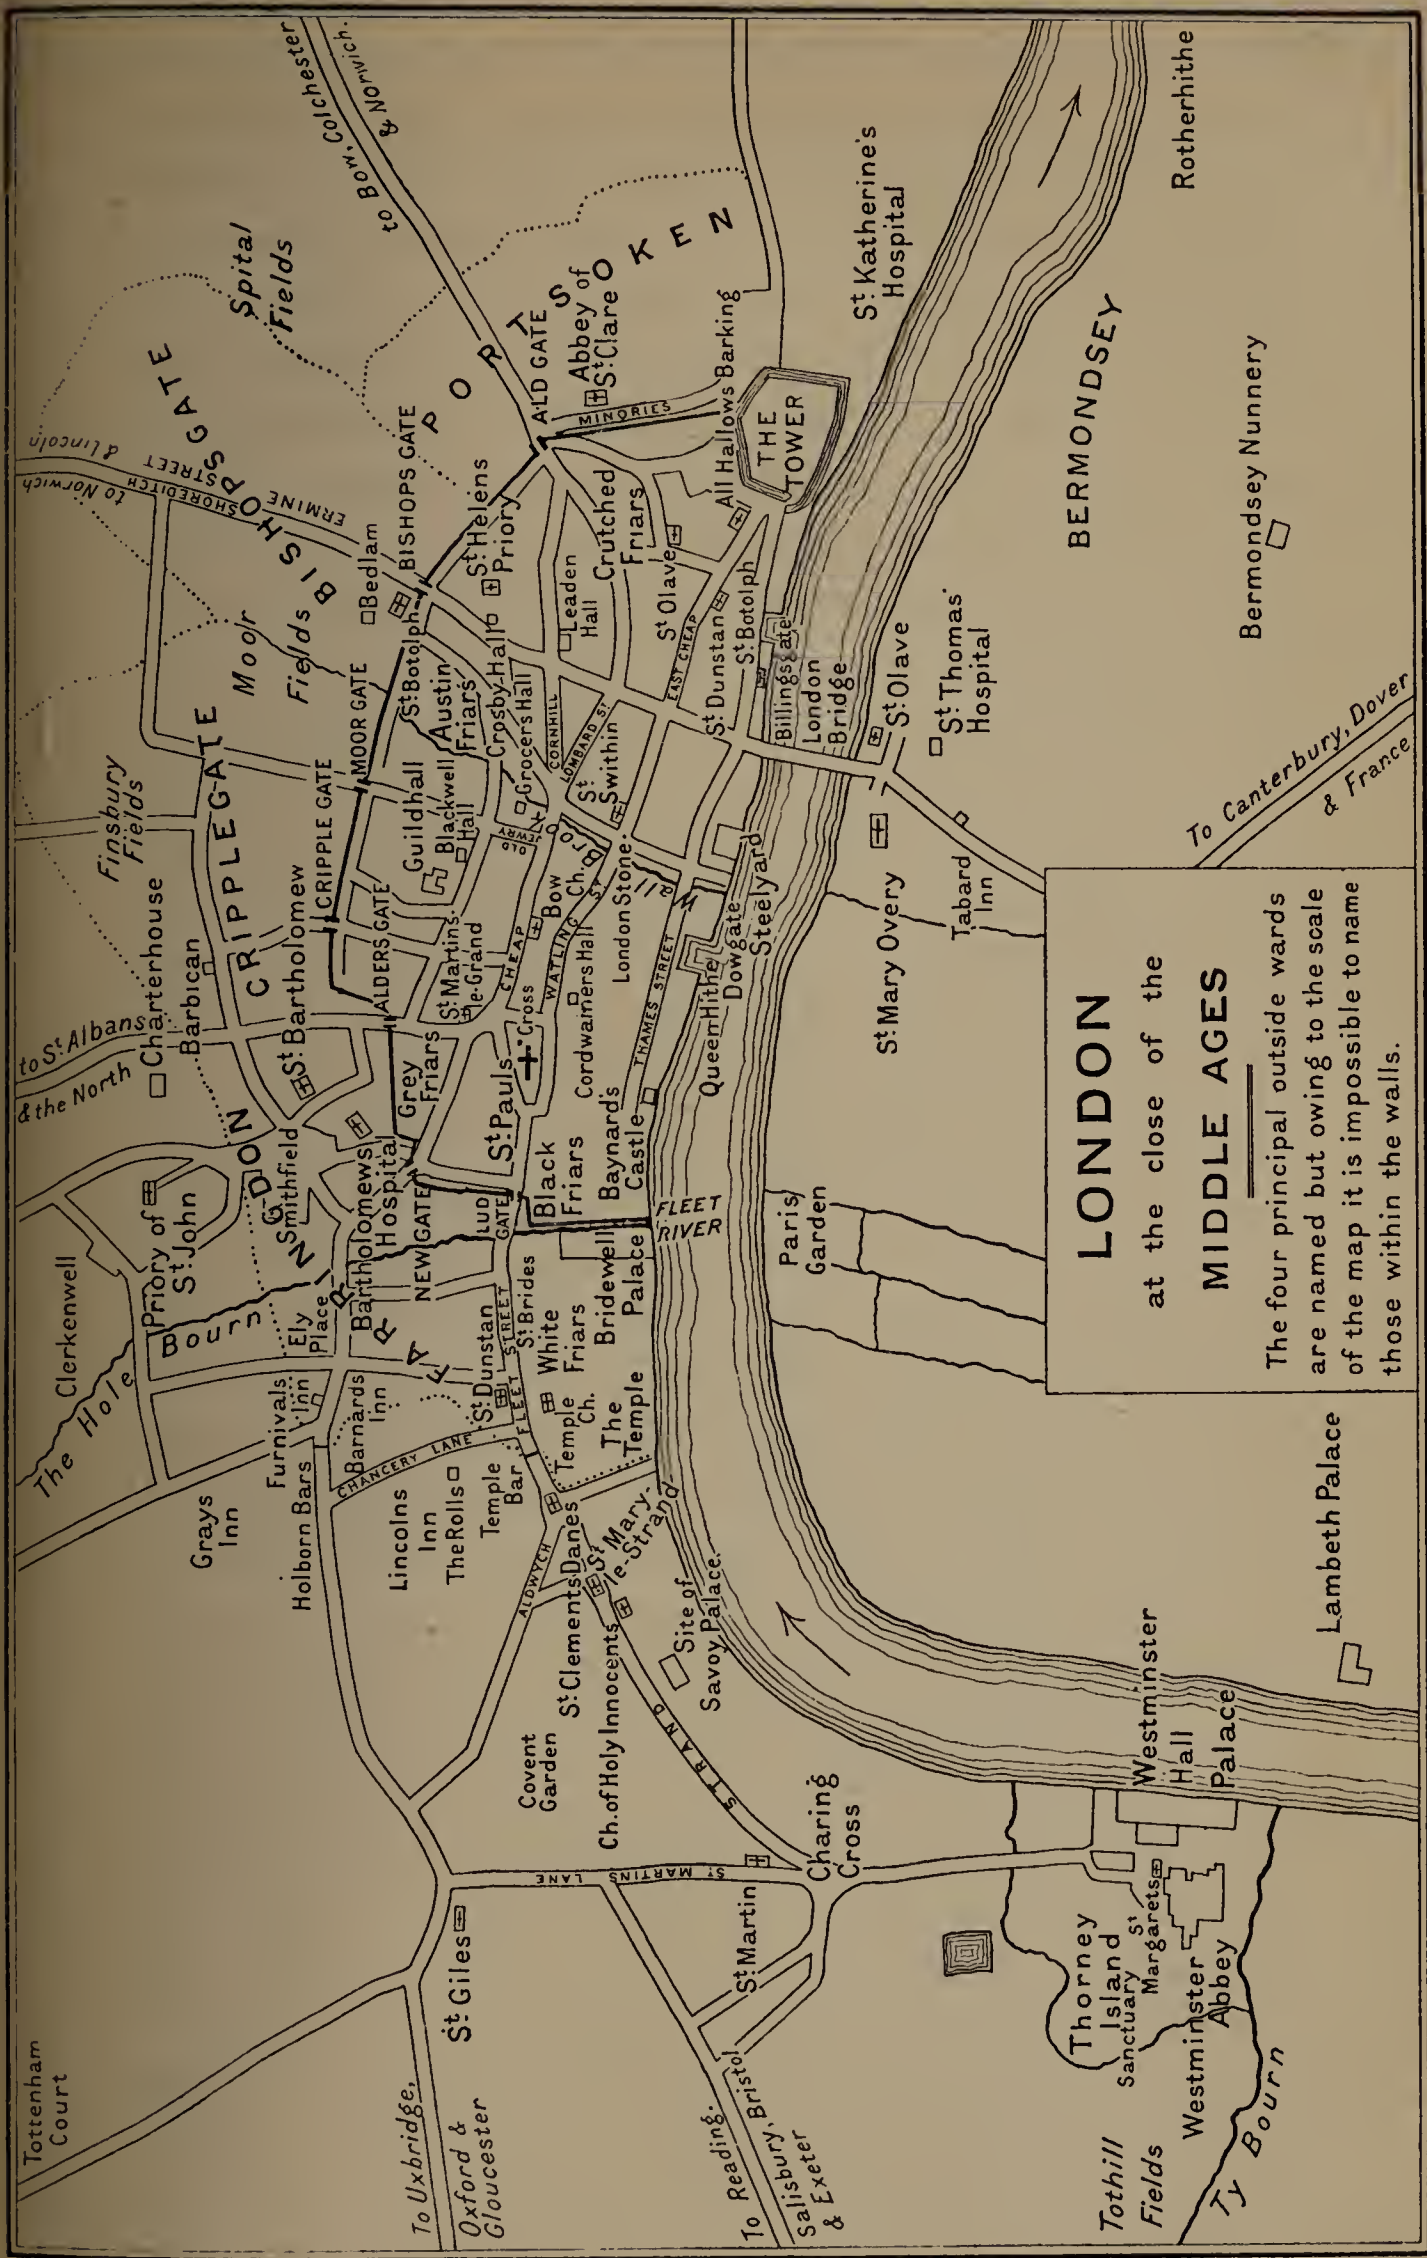 LONDON
at the close of the
MIDDLE AGES
The four principal outside wards
are named but owing to the scale
of the map it is impossible to name
those within the walls.
Tottenham
Court
To Uxbridge,
Oxford &
Gloucester
St Giles
To Reading.
Salisbury, Bristol
& Exeter
St Martin
ST MARTINS LANE
Covent
Garden
Ch. of Holy Innocents
STRAND
Charing
Cross
Tothill
Fields
Ty Bourn
Thorney
Island
Sanctuary
St
Margarets
Westminster
Abbey
Westminster
Hall
Palace
Lambeth Palace
Site of
Savoy Palace
St Mary-
le-Strand
St Clements Danes
ALDWYCH
Grays
Inn
Holborn Bars
Furnivals
Inn
Barnards
Inn
CHANCERY LANE
Lincolns
Inn
The Rolls
Temple
Bar
St Dunstan
FLEET STREET
Temple
Ch.
The
Temple
White
Friars
St Brides
Bridewell
Palace
FLEET
RIVER
The Hole
Bourn
Clerkenwell
Priory of
St John
Ely
Place
FARRINGDON
Smithfield
Bartholomews
Hospital
NEWGATE
LUD
GATE
Black
Friars
Baynard's
Castle
Grey
Friars
St Pauls
Cross
to St Albans
& the North
Charterhouse
Barbican
St Bartholomew
ALDERS GATE
CRIPPLEGATE
CRIPPLE GATE
Finsbury
Fields
St Martins
le-Grand
CHEAP
WATLING ST
Bow
Ch.
Cordwainers Hall
London Stone
THAMES STREET
Queen Hithe
Dowgate
Steelyard
Guildhall
Blackwell
Hall
OLD
JEWRY
Wall Brook
MOOR GATE
Moor
Fields
St Botolph
Austin
Friars
Crosby Hall
Grocers Hall
CORNHILL
LOMBARD ST
St
Swithin
BISHOPSGATE
to Norwich
& Lincoln
SHOREDITCH
ERMINE STREET
Bedlam
BISHOPS GATE
St Helens
Priory
Leaden
Hall
Crutched
Friars
St Olave
EAST CHEAP
St Dunstan
St Botolph
Billingsgate
London
Bridge
Spital
Fields
to Bow, Colchester
& Norwich.
PORTSOKEN
ALD GATE
Abbey of
St Clare
MINORIES
All Hallows Barking
THE
TOWER
St Katherine's
Hospital
Rotherhithe
BERMONDSEY
Bermondsey Nunnery
St Olave
St Thomas'
Hospital
St Mary Overy
Tabard
Inn
Paris
Garden
To Canterbury, Dover
& France